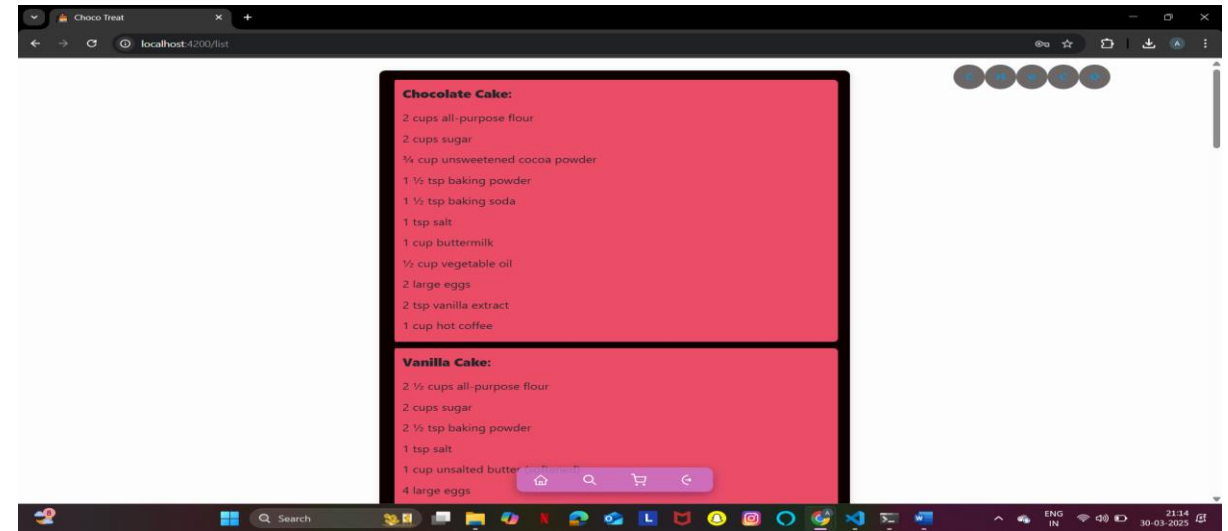 Choco Treat
localhost:4200/list
C H O C O
Chocolate Cake:
2 cups all-purpose flour
2 cups sugar
¾ cup unsweetened cocoa powder
1 ½ tsp baking powder
1 ½ tsp baking soda
1 tsp salt
1 cup buttermilk
½ cup vegetable oil
2 large eggs
2 tsp vanilla extract
1 cup hot coffee
Vanilla Cake:
2 ½ cups all-purpose flour
2 cups sugar
2 ½ tsp baking powder
1 tsp salt
1 cup unsalted butter
4 large eggs
Search
ENG
IN
21:14
30-03-2025